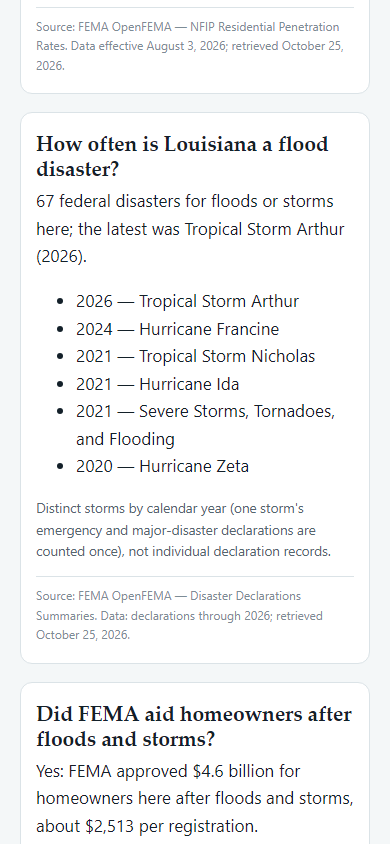 Source: FEMA OpenFEMA — NFIP Residential Penetration
Rates. Data effective August 3, 2026; retrieved October 25,
2026.
How often is Louisiana a flood
disaster?
67 federal disasters for floods or storms
here; the latest was Tropical Storm Arthur
(2026).
• 2026 — Tropical Storm Arthur
• 2024 — Hurricane Francine
• 2021 — Tropical Storm Nicholas
• 2021 — Hurricane Ida
• 2021 — Severe Storms, Tornadoes,
and Flooding
• 2020 — Hurricane Zeta
Distinct storms by calendar year (one storm's
emergency and major-disaster declarations are
counted once), not individual declaration records.
Source: FEMA OpenFEMA — Disaster Declarations
Summaries. Data: declarations through 2026; retrieved
October 25, 2026.
Did FEMA aid homeowners after
floods and storms?
Yes: FEMA approved $4.6 billion for
homeowners here after floods and storms,
about $2,513 per registration.